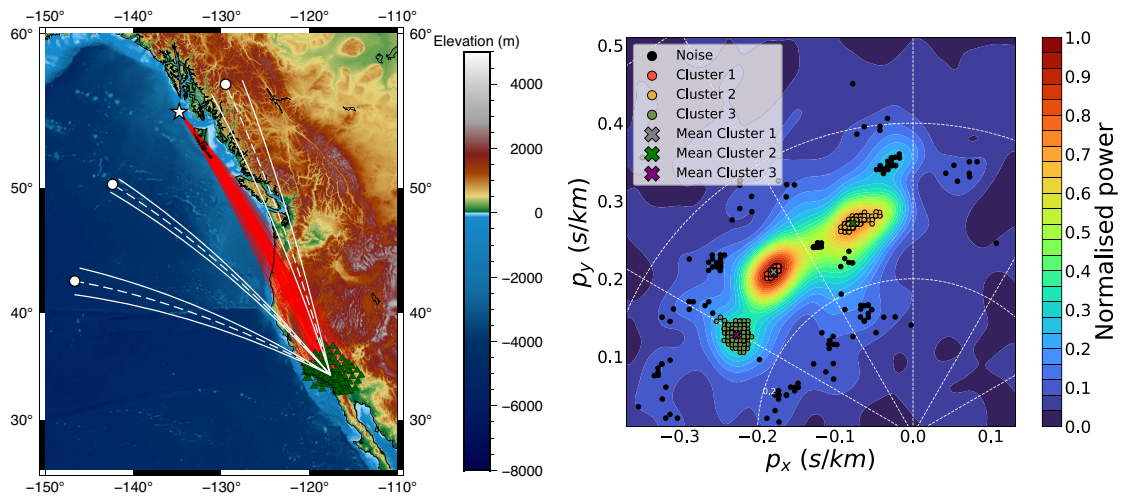 −150° −140° −130° −120° −110°
60° 60°
50° 50°
40° 40°
30° 30°
−150° −140° −130° −120° −110°
Elevation (m)
4000
2000
0
−2000
−4000
−6000
−8000
0.5
0.4
0.3
0.2
0.1
p_y (s/km)
Noise
Cluster 1
Cluster 2
Cluster 3
Mean Cluster 1
Mean Cluster 2
Mean Cluster 3
−0.3 −0.2 −0.1 0.0 0.1
p_x (s/km)
1.0
0.9
0.8
0.7
0.6
0.5
0.4
0.3
0.2
0.1
0.0
Normalised power